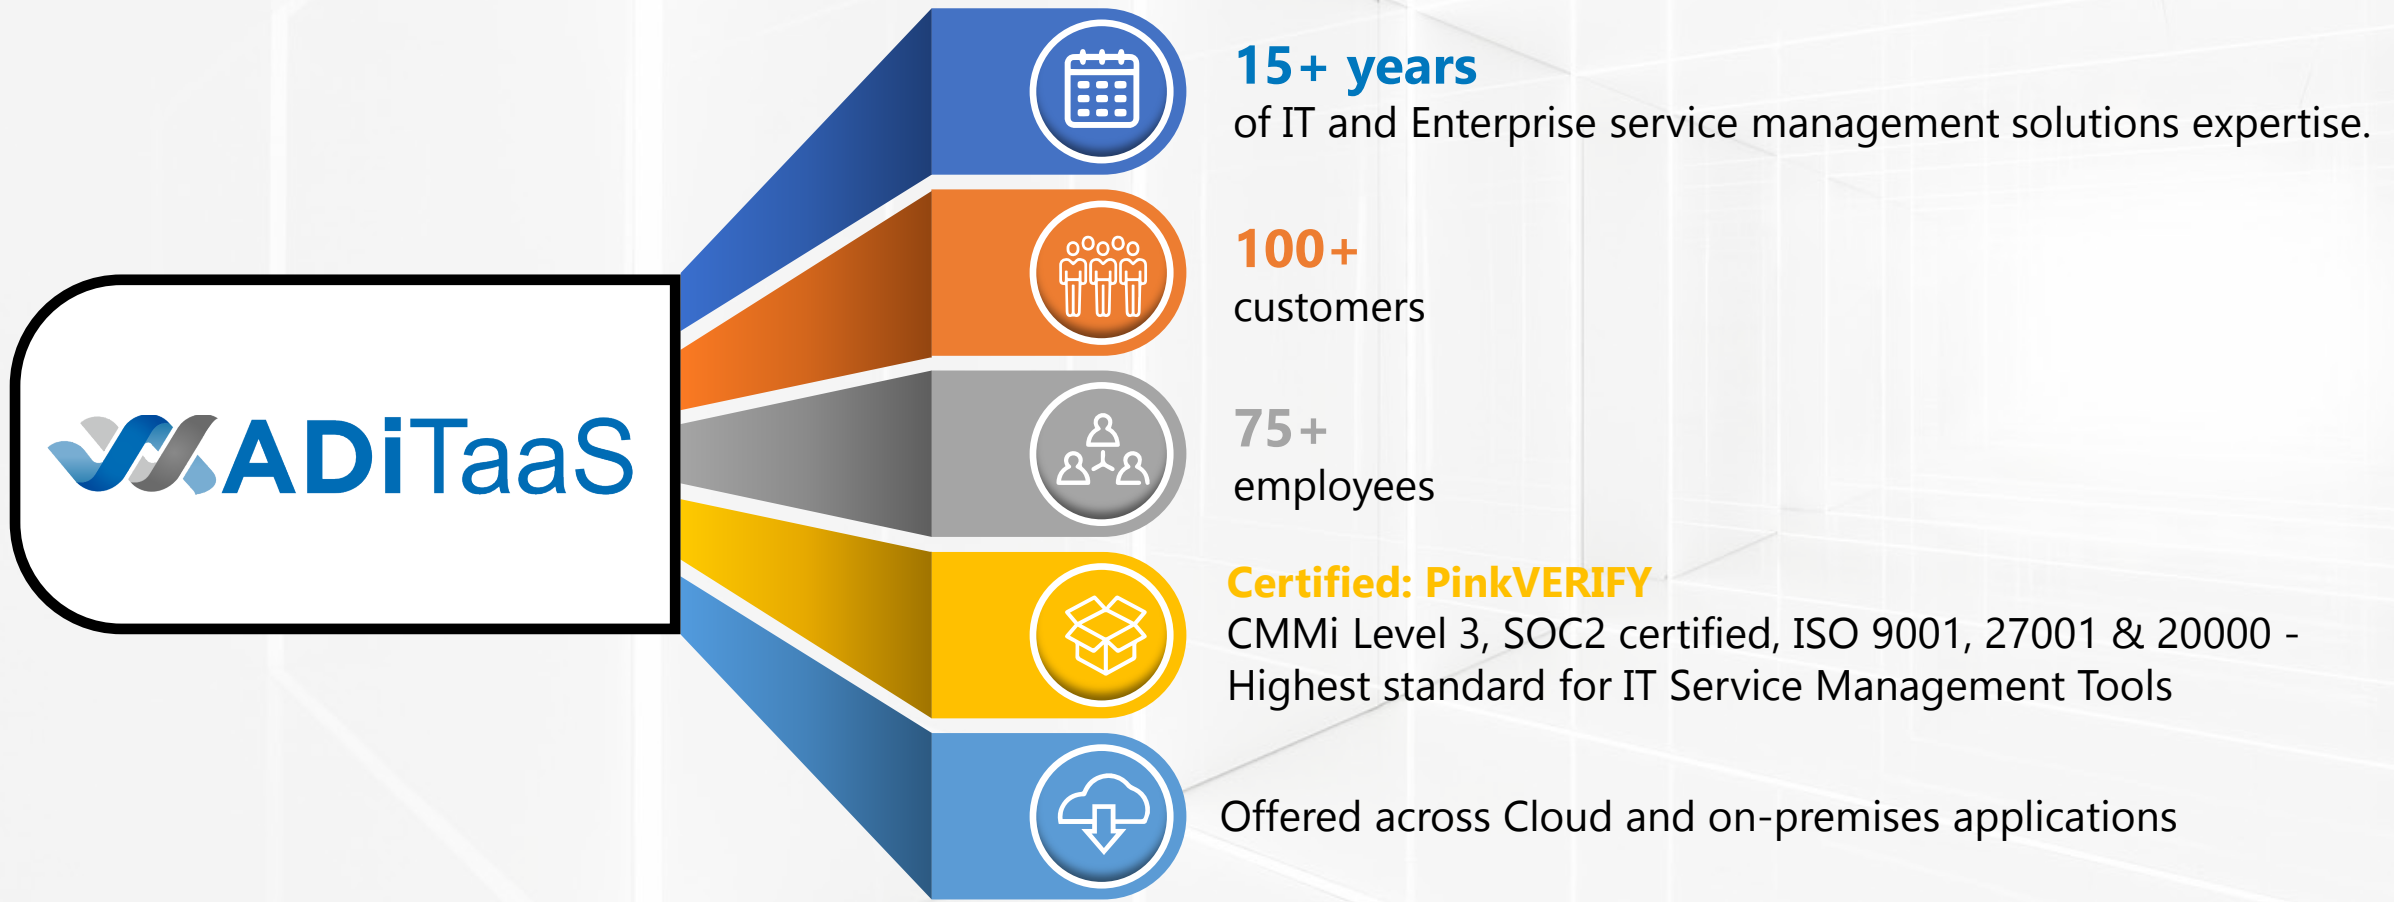 ADiTaaS
15+ years
of IT and Enterprise service management solutions expertise.
100+
customers
75+
employees
Certified: PinkVERIFY
CMMi Level 3, SOC2 certified, ISO 9001, 27001 & 20000 -
Highest standard for IT Service Management Tools
Offered across Cloud and on-premises applications